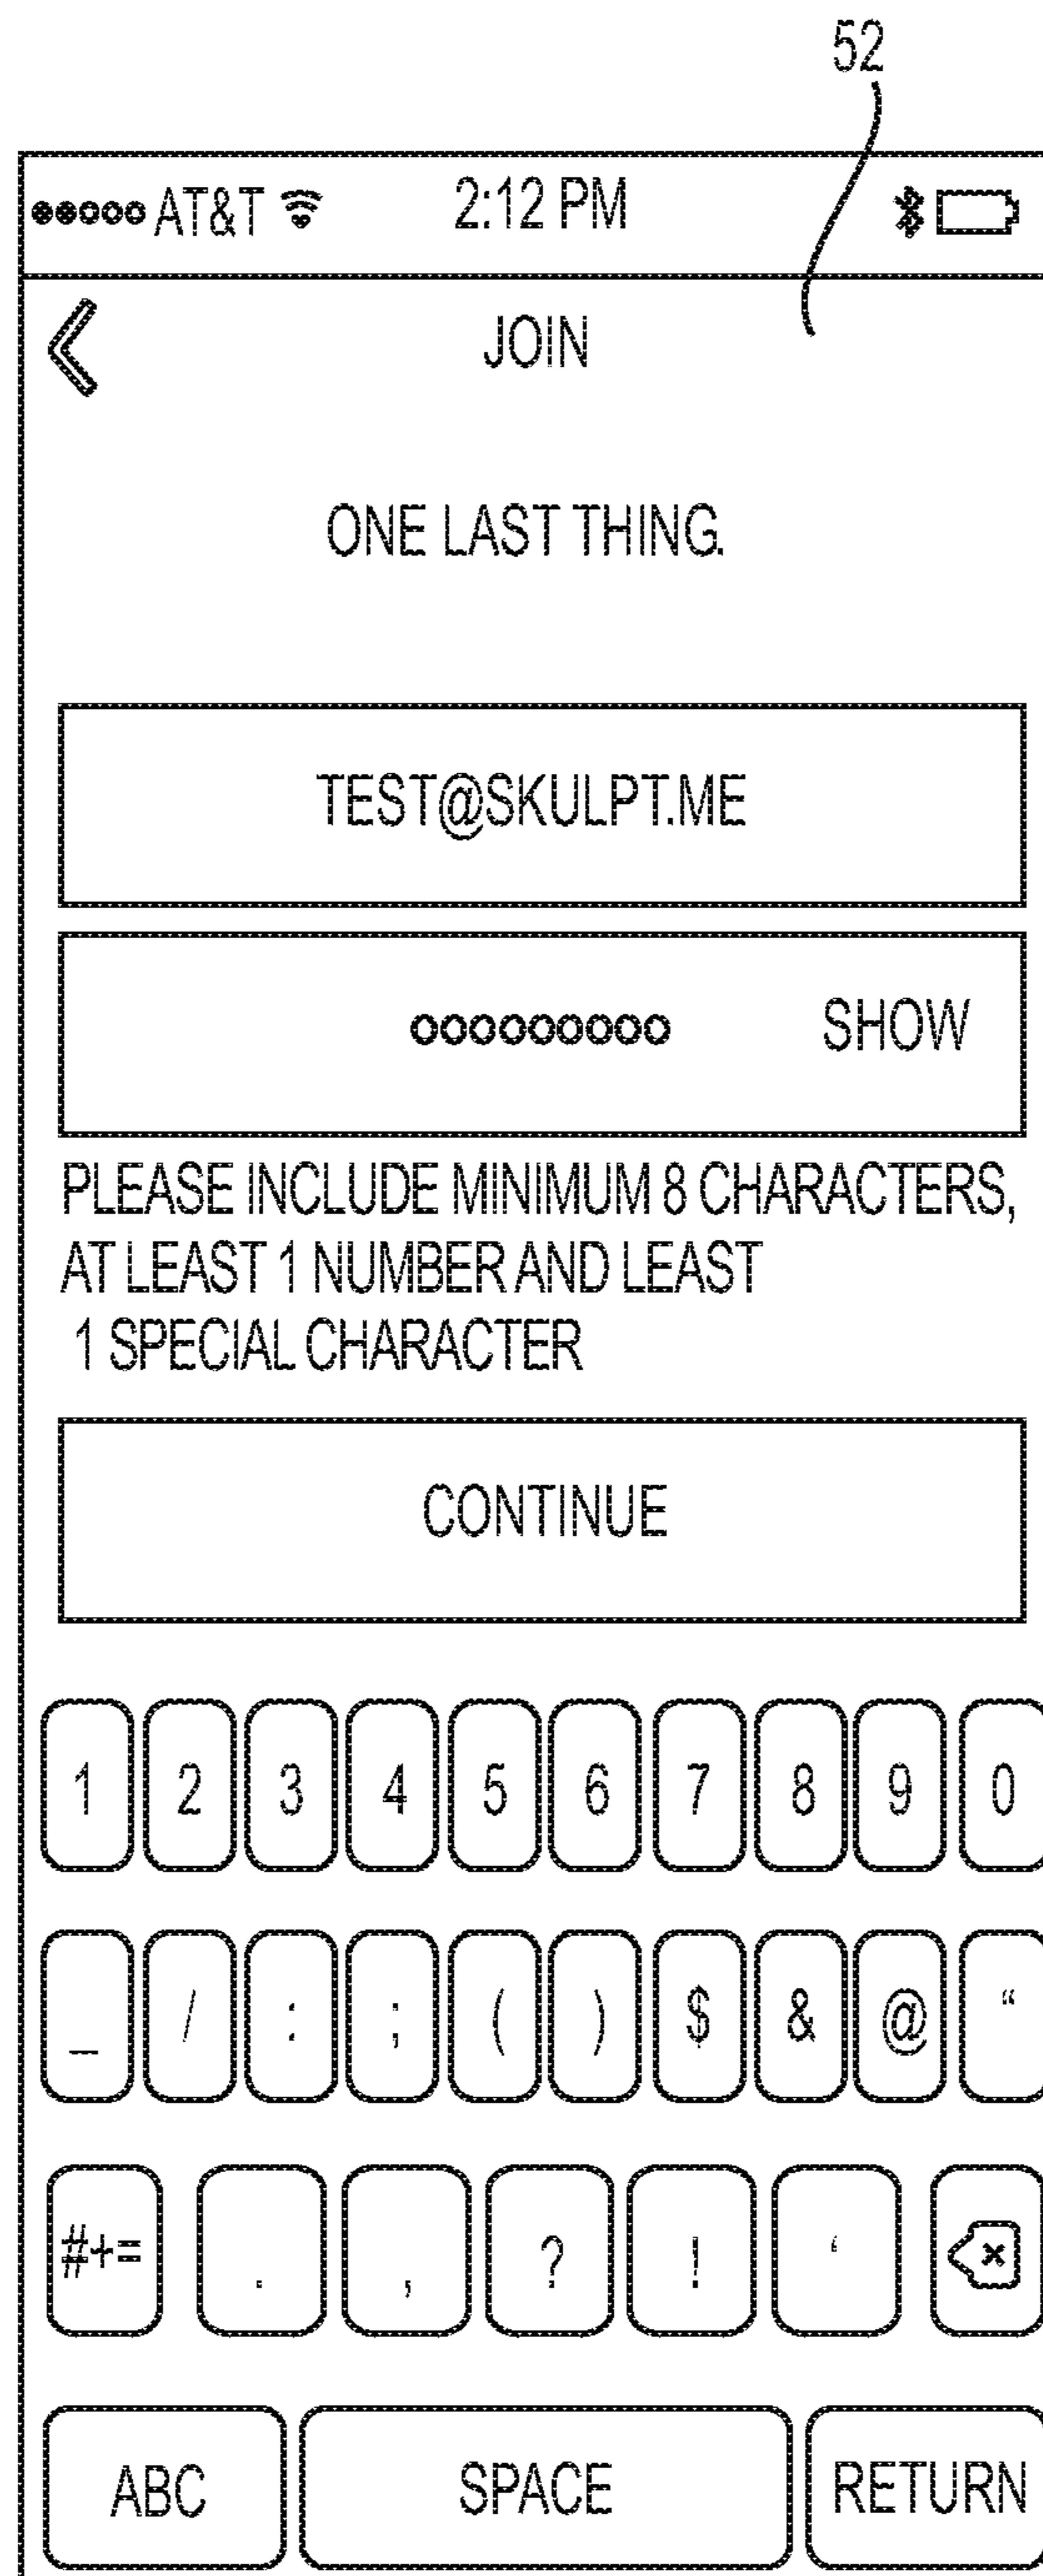 52
AT&T 2:12 PM
JOIN
ONE LAST THING.
TEST@SKULPT.ME
ooooooooo SHOW
PLEASE INCLUDE MINIMUM 8 CHARACTERS,
AT LEAST 1 NUMBER AND LEAST
1 SPECIAL CHARACTER
CONTINUE
1 2 3 4 5 6 7 8 9 0
_ / : ; ( ) $ & @ “
#+= . , ? ! ‘
ABC SPACE RETURN